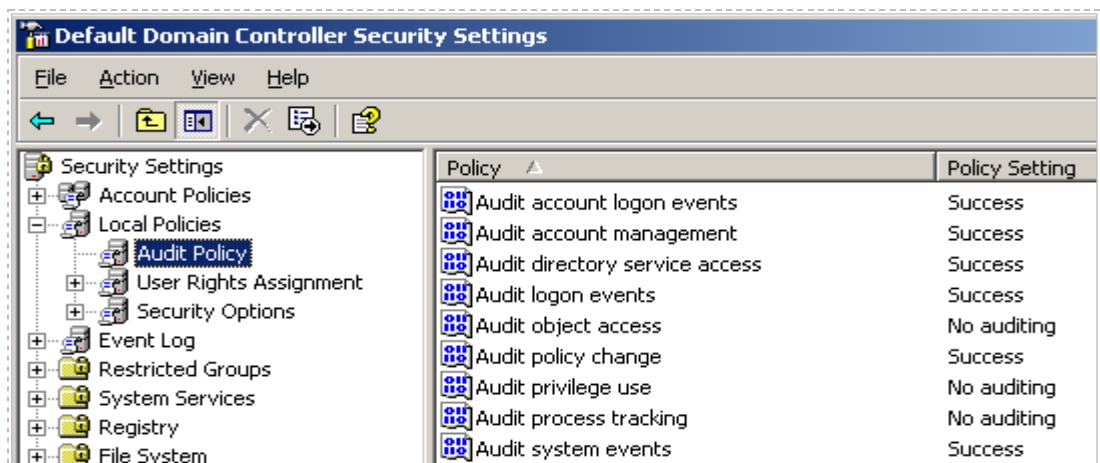 Default Domain Controller Security Settings
File Action View Help
Security Settings
Account Policies
Local Policies
Audit Policy
User Rights Assignment
Security Options
Event Log
Restricted Groups
System Services
Registry
File System
Policy Policy Setting
Audit account logon events Success
Audit account management Success
Audit directory service access Success
Audit logon events Success
Audit object access No auditing
Audit policy change Success
Audit privilege use No auditing
Audit process tracking No auditing
Audit system events Success